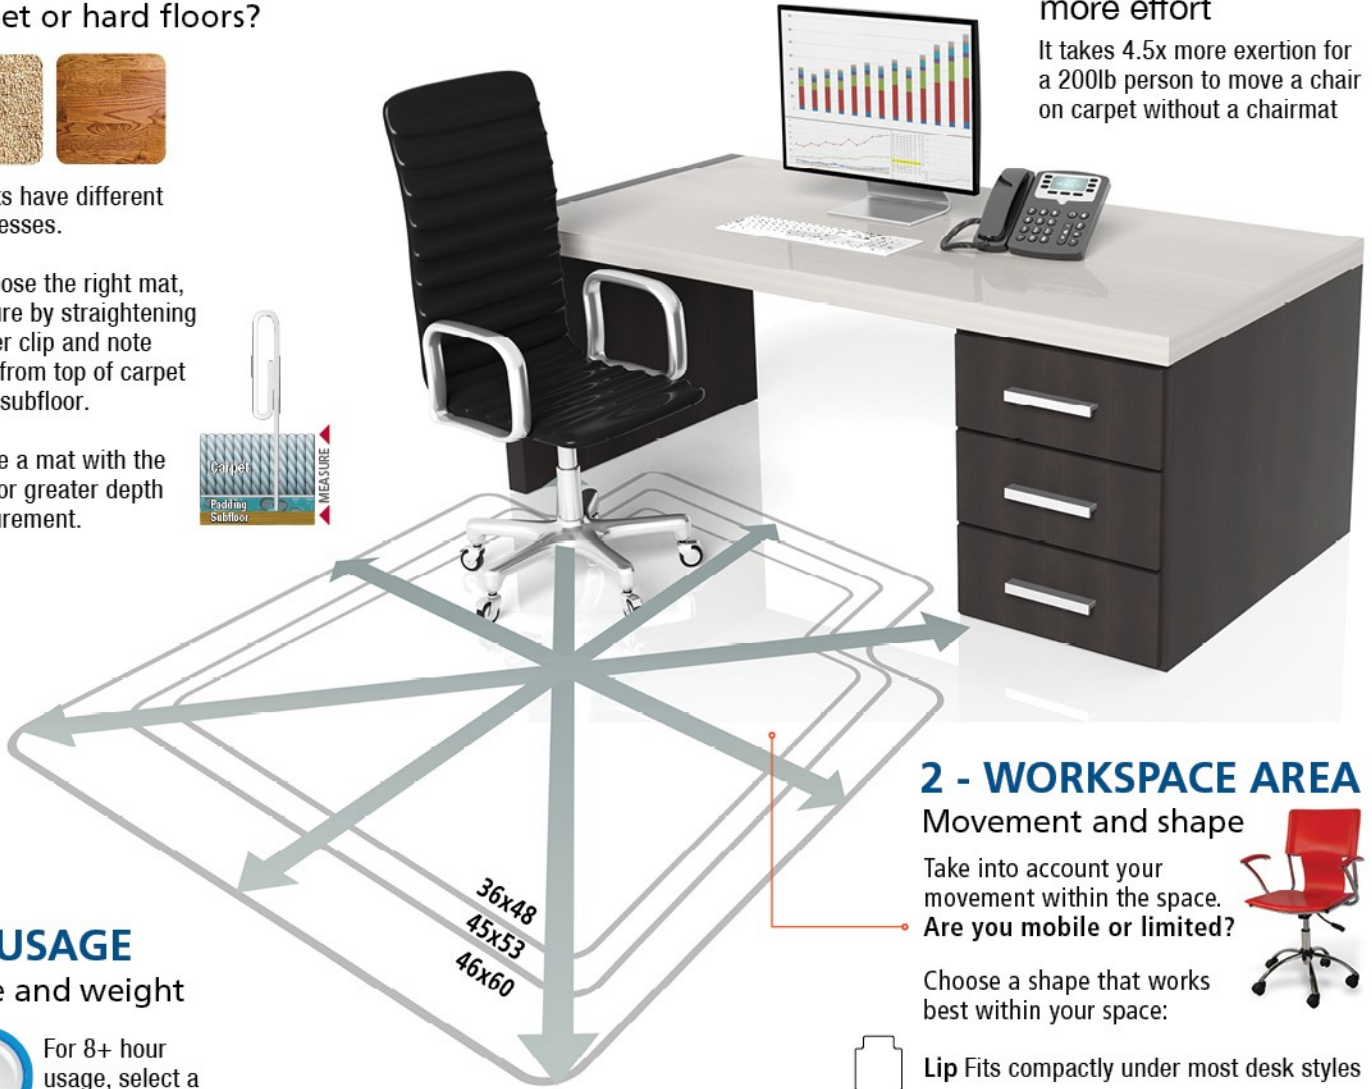 et or hard floors?
ts have different
esses.
ose the right mat,
ure by straightening
er clip and note
from top of carpet
subfloor.
e a mat with the
or greater depth
urement.
Carpet
Padding
Subfloor
MEASURE
more effort
It takes 4.5x more exertion for
a 200lb person to move a chair
on carpet without a chairmat
36x48
45x53
46x60
2 - WORKSPACE AREA
Movement and shape
Take into account your
movement within the space.
Are you mobile or limited?
Choose a shape that works
best within your space:
Lip Fits compactly under most desk styles
USAGE
e and weight
For 8+ hour
usage, select a